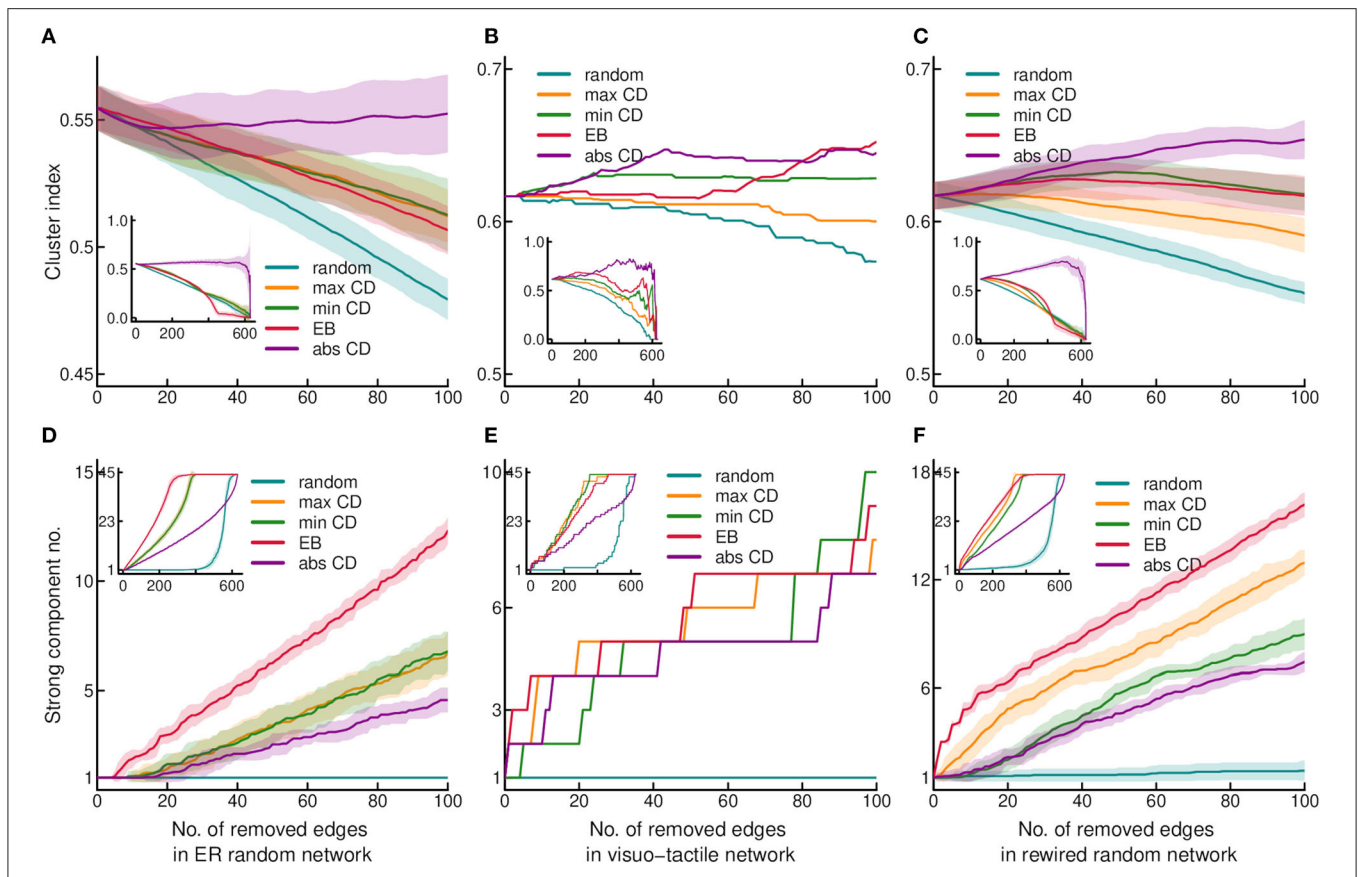 A
Cluster index
0.55
0.5
0.45
0 20 40 60 80 100
1.0
0.5
0.0
0 200 400 600
random
max CD
min CD
EB
abs CD
B
0.7
0.6
0.5
0 20 40 60 80 100
random
max CD
min CD
EB
abs CD
1.0
0.5
0.0
0 200 400 600
C
0.7
0.6
0.5
0 20 40 60 80 100
random
max CD
min CD
EB
abs CD
1.0
0.5
0.0
0 200 400 600
D
Strong component no.
15
10
5
1
0 20 40 60 80 100
45
23
1
0 200 400 600
random
max CD
min CD
EB
abs CD
No. of removed edges
in ER random network
E
10
6
3
1
0 20 40 60 80 100
45
23
1
0 200 400 600
random
max CD
min CD
EB
abs CD
No. of removed edges
in visuo−tactile network
F
18
12
6
1
0 20 40 60 80 100
45
23
1
0 200 400 600
random
max CD
min CD
EB
abs CD
No. of removed edges
in rewired random network